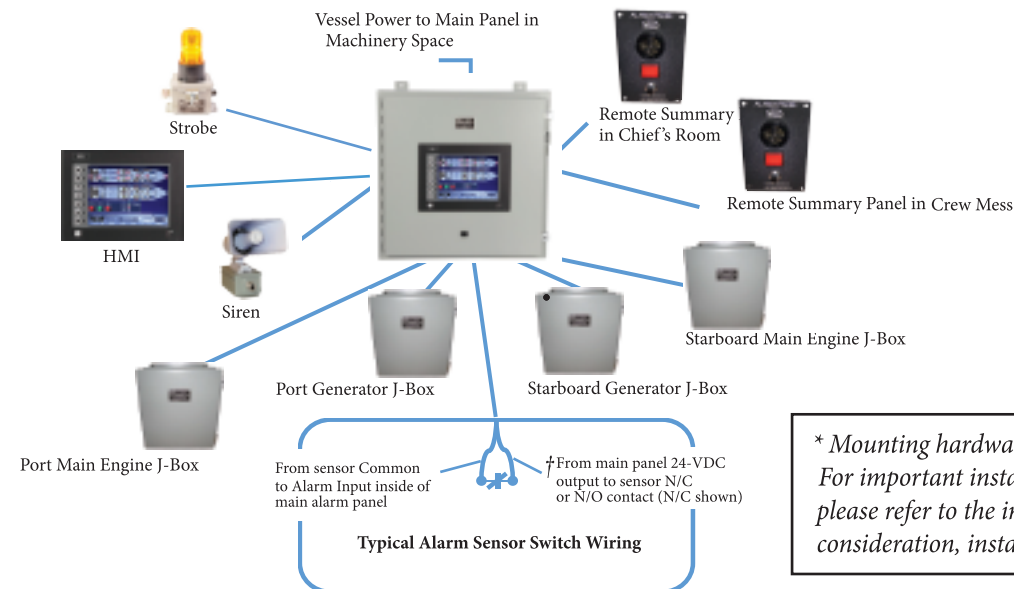 Vessel Power to Main Panel in
Machinery Space
Strobe
Remote Summary
in Chief's Room
Remote Summary Panel in Crew Mess
HMI
Siren
Starboard Main Engine J-Box
Port Generator J-Box
Starboard Generator J-Box
Port Main Engine J-Box
From sensor Common
to Alarm Input inside of
main alarm panel
†From main panel 24-VDC
output to sensor N/C
or N/O contact (N/C shown)
Typical Alarm Sensor Switch Wiring
* Mounting hardwa
For important insta
please refer to the in
consideration, insta